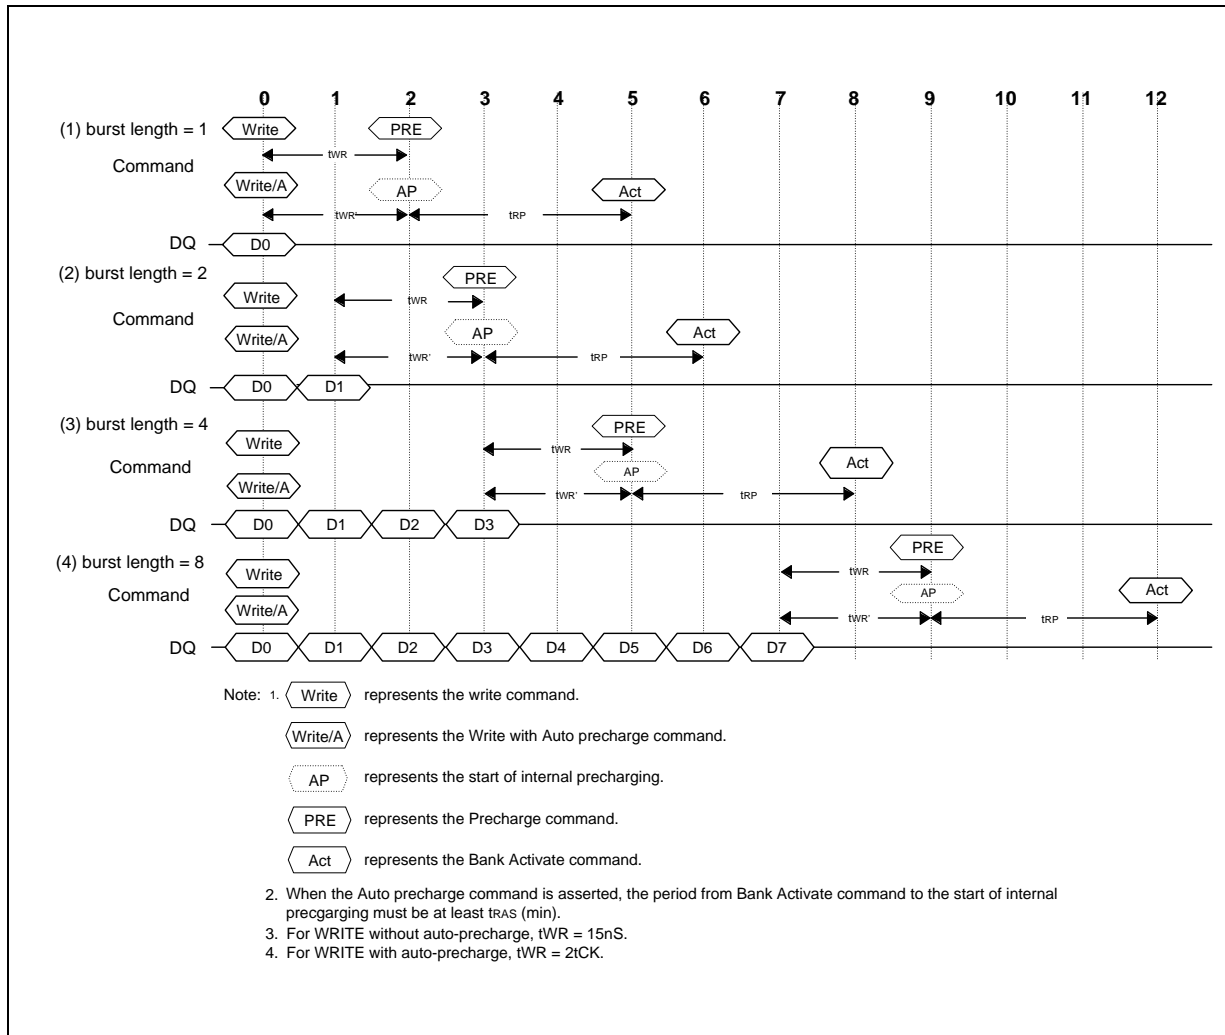 0 1 2 3 4 5 6 7 8 9 10 11 12
(1) burst length = 1 Write PRE
Command
tWR
Write/A AP Act
tWR' tRP
DQ D0
(2) burst length = 2
Write PRE
tWR
Command
Write/A AP Act
tWR' tRP
DQ D0 D1
(3) burst length = 4
Write PRE
tWR
Command
Write/A AP Act
tWR' tRP
DQ D0 D1 D2 D3
(4) burst length = 8
Write PRE
tWR
Command
Write/A AP Act
tWR' tRP
DQ D0 D1 D2 D3 D4 D5 D6 D7
Note: 1. Write represents the write command.
Write/A represents the Write with Auto precharge command.
AP represents the start of internal precharging.
PRE represents the Precharge command.
Act represents the Bank Activate command.
2. When the Auto precharge command is asserted, the period from Bank Activate command to the start of internal
precgarging must be at least tRAS (min).
3. For WRITE without auto-precharge, tWR = 15nS.
4. For WRITE with auto-precharge, tWR = 2tCK.